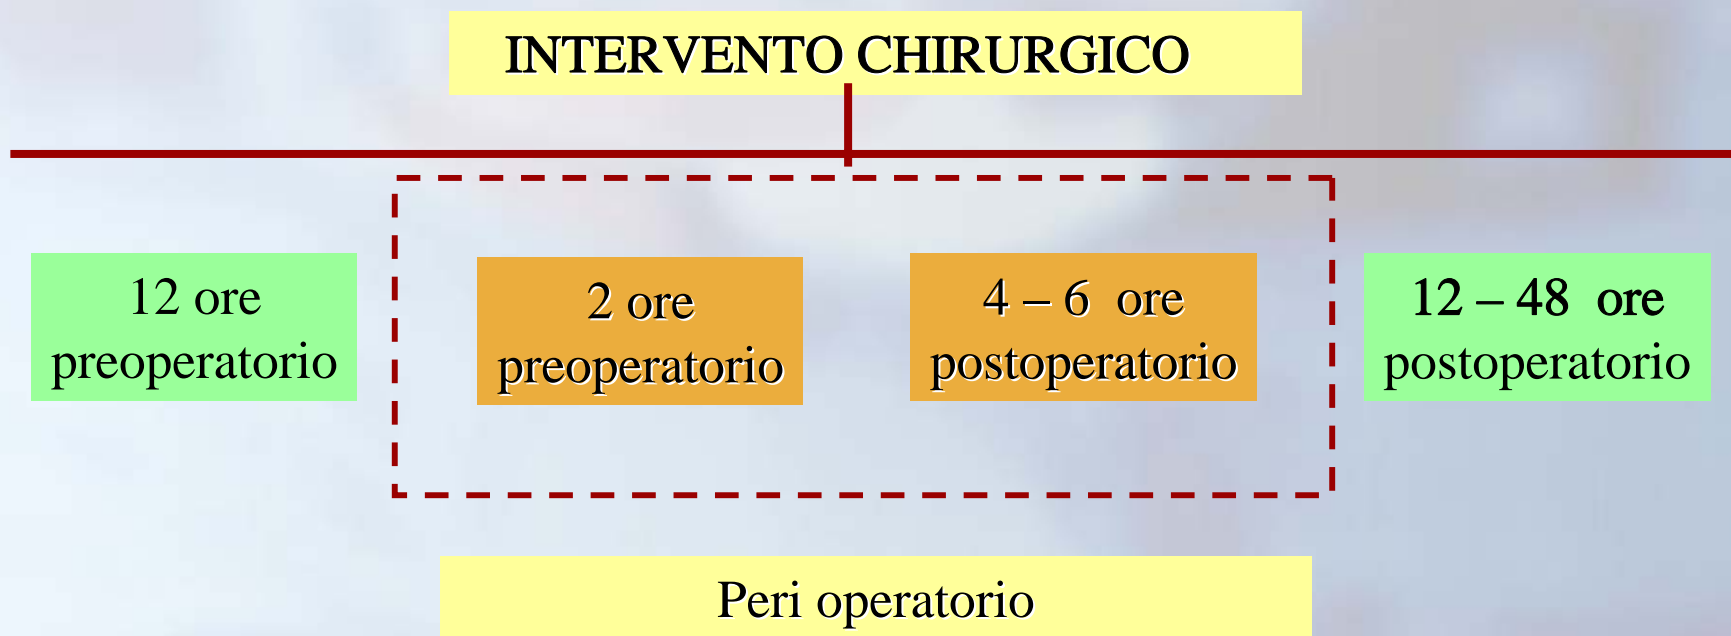 INTERVENTO CHIRURGICO
12 ore
preoperatorio
2 ore
preoperatorio
4 – 6 ore
postoperatorio
12 – 48 ore
postoperatorio
Peri operatorio